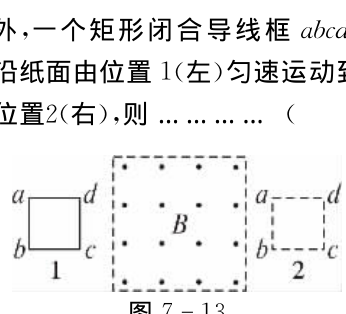 外,一个矩形闭合导线框 abcd
沿纸面由位置 1(左)匀速运动到
位置2(右),则 … … … … (
a d
B
a d
b c
b c
1
2
图 7-13